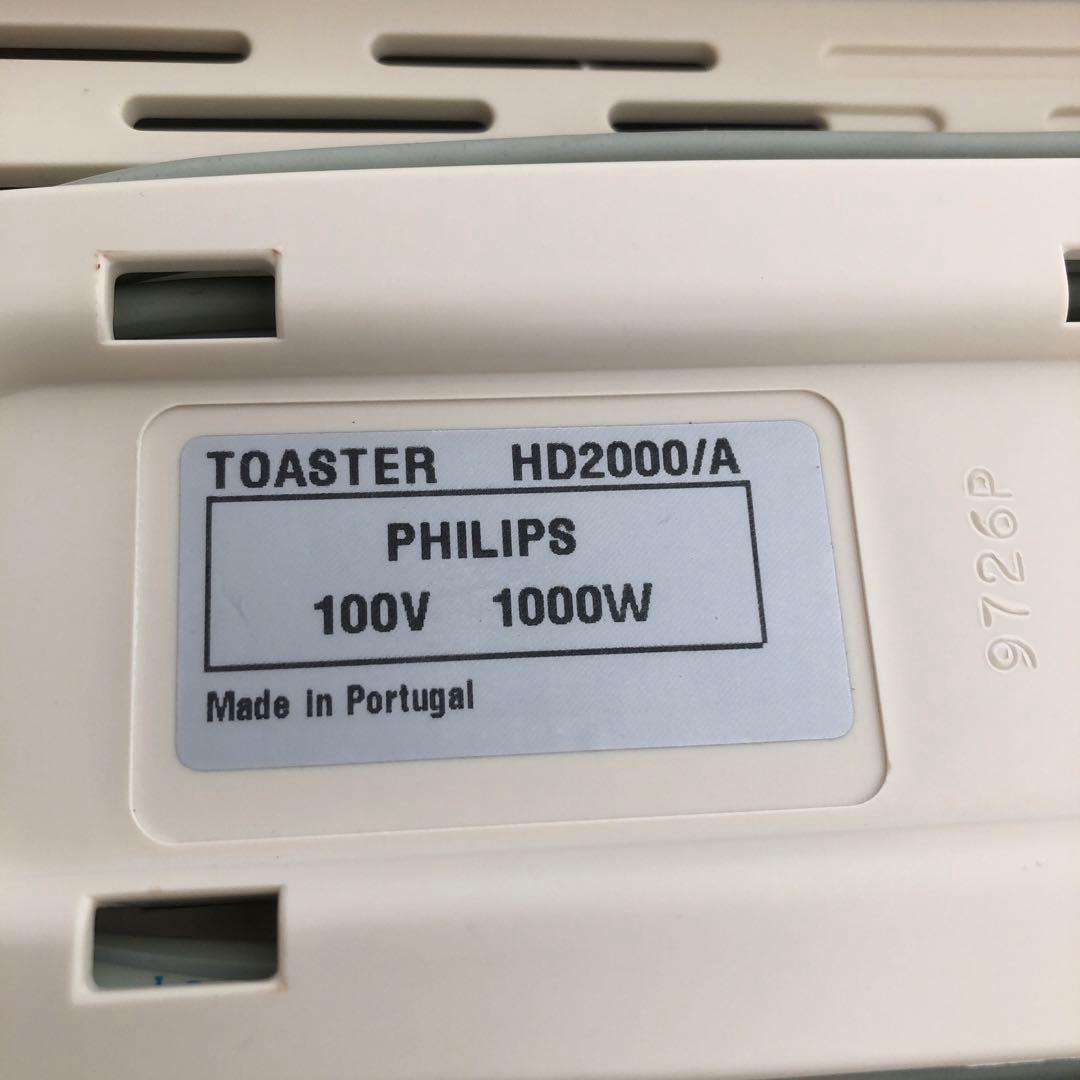 TOASTER HD2000/A
PHILIPS
100V 1000W
Made in Portugal
9726P